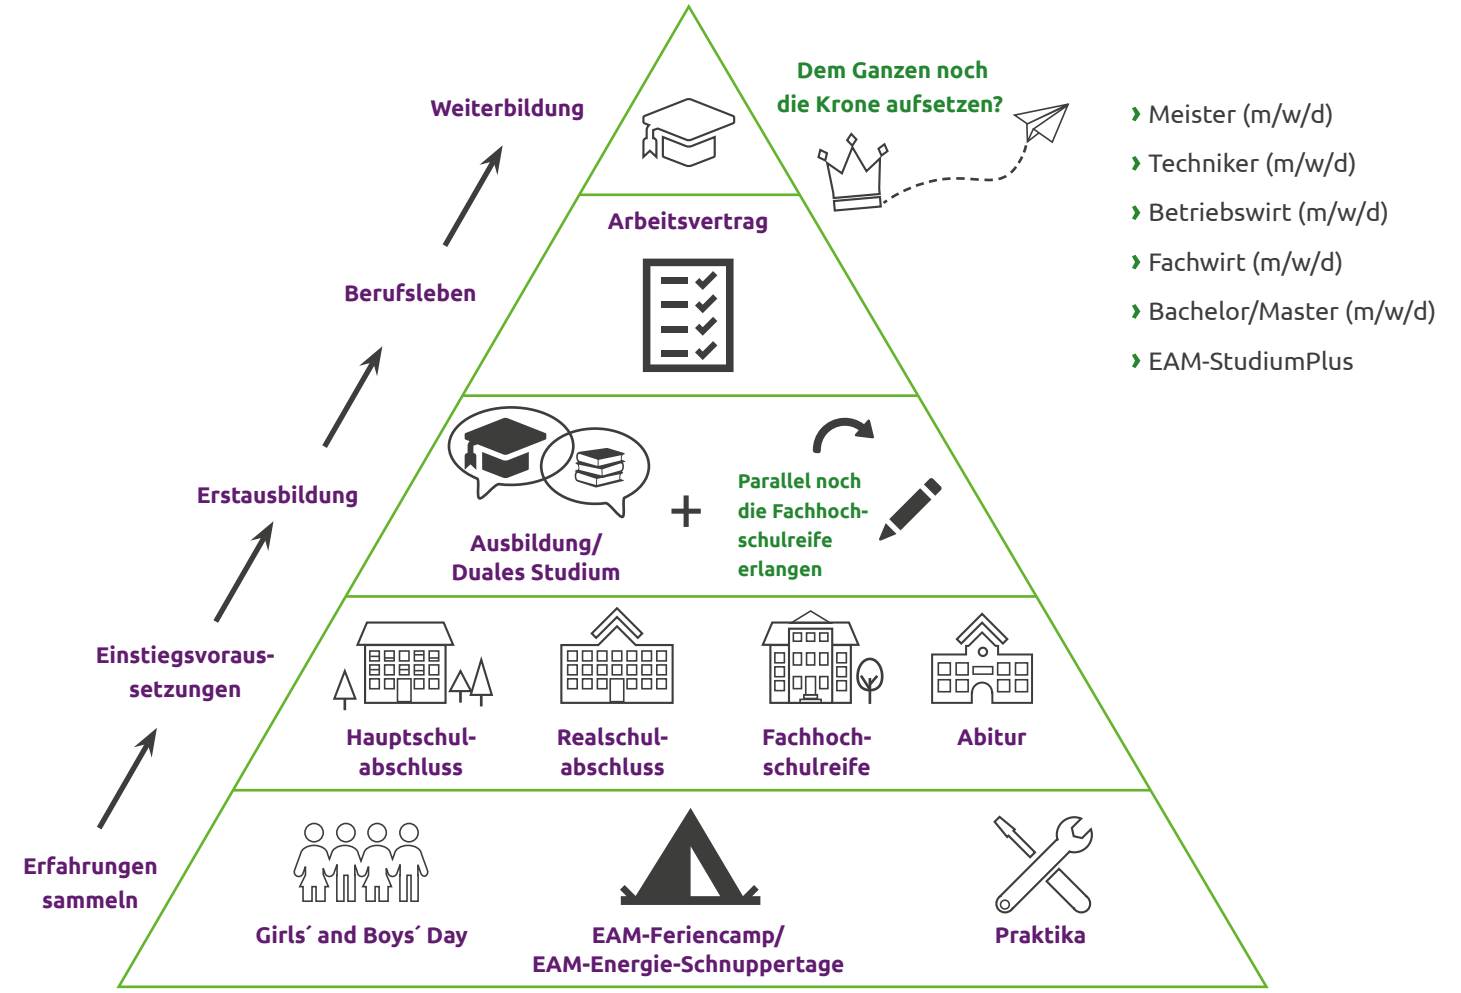 Dem Ganzen noch
die Krone aufsetzen?
Weiterbildung
› Meister (m/w/d)
› Techniker (m/w/d)
› Betriebswirt (m/w/d)
› Fachwirt (m/w/d)
› Bachelor/Master (m/w/d)
› EAM-StudiumPlus
Arbeitsvertrag
Berufsleben
Erstausbildung
Ausbildung/
Duales Studium
+
Parallel noch
die Fachhoch-
schulreife
erlangen
Einstiegsvoraus-
setzungen
Hauptschul-
abschluss
Realschul-
abschluss
Fachhoch-
schulreife
Abitur
Erfahrungen
sammeln
Girls´ and Boys´ Day
EAM-Feriencamp/
EAM-Energie-Schnuppertage
Praktika